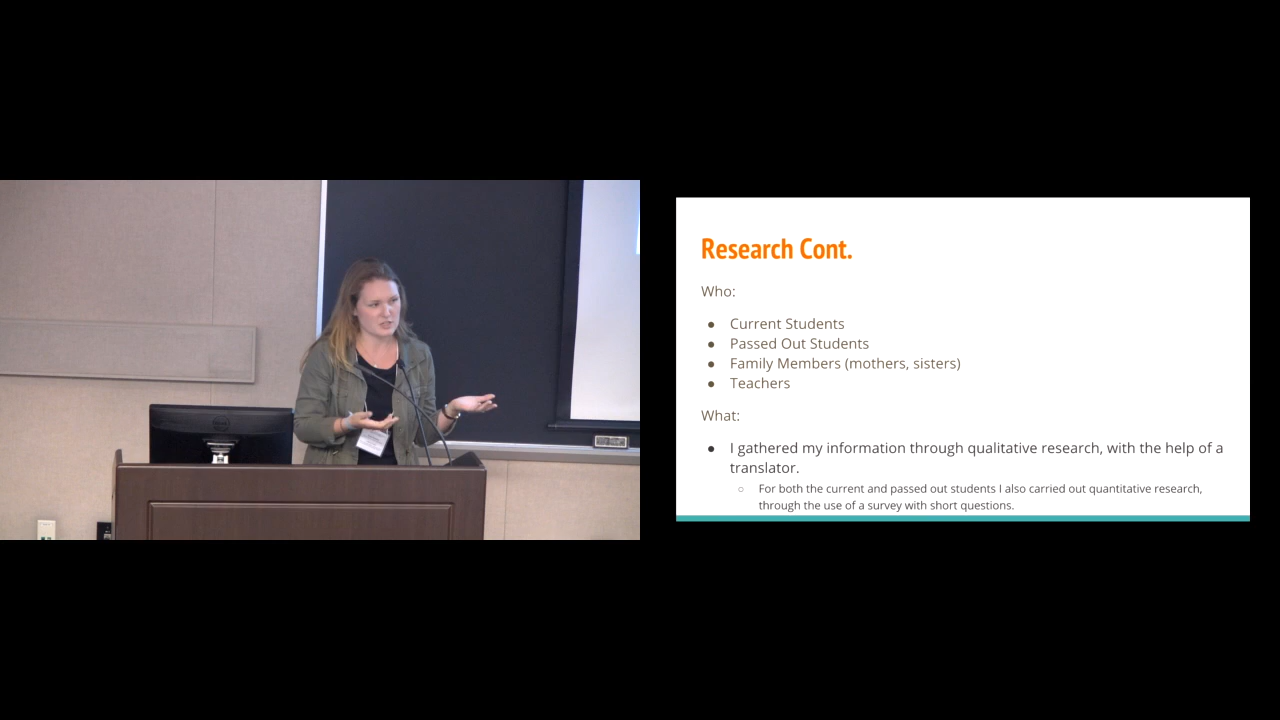 Research Cont.
Who:
● Current Students
● Passed Out Students
● Family Members (mothers, sisters)
● Teachers
What:
● I gathered my information through qualitative research, with the help of a
translator.
○ For both the current and passed out students I also carried out quantitative research,
through the use of a survey with short questions.